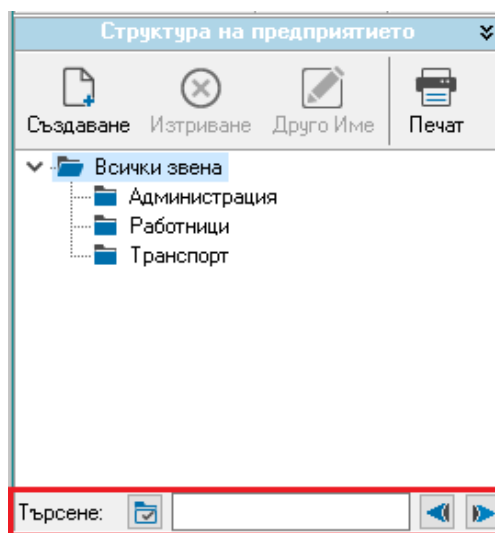 Структура на предприятието
Създаване Изтриване Друго Име Печат
Всички звена
Администрация
Работници
Транспорт
Търсене: